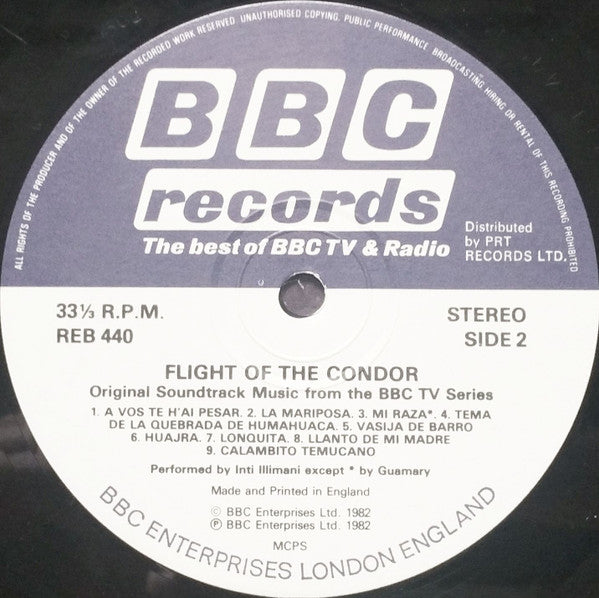 ALL RIGHTS OF THE PRODUCER AND OF THE OWNER OF THE RECORDED WORK RESERVED. UNAUTHORISED COPYING, PUBLIC PERFORMANCE, BROADCASTING HIRING OR RENTAL OF THIS RECORDING PROHIBITED
BBC
records
The best of BBC TV & Radio
Distributed
by PRT
RECORDS LTD.
33⅓ R.P.M.
REB 440
STEREO
SIDE 2
FLIGHT OF THE CONDOR
Original Soundtrack Music from the BBC TV Series
1. A VOS TE H'AI PESAR. 2. LA MARIPOSA. 3. MI RAZA*. 4. TEMA
DE LA QUEBRADA DE HUMAHUACA. 5. VASIJA DE BARRO
6. HUAJRA. 7. LONQUITA. 8. LLANTO DE MI MADRE
9. CALAMBITO TEMUCANO
Performed by Inti Illimani except * by Guamary
Made and Printed in England
© BBC Enterprises Ltd. 1982
℗ BBC Enterprises Ltd. 1982
MCPS
BBC ENTERPRISES LONDON ENGLAND